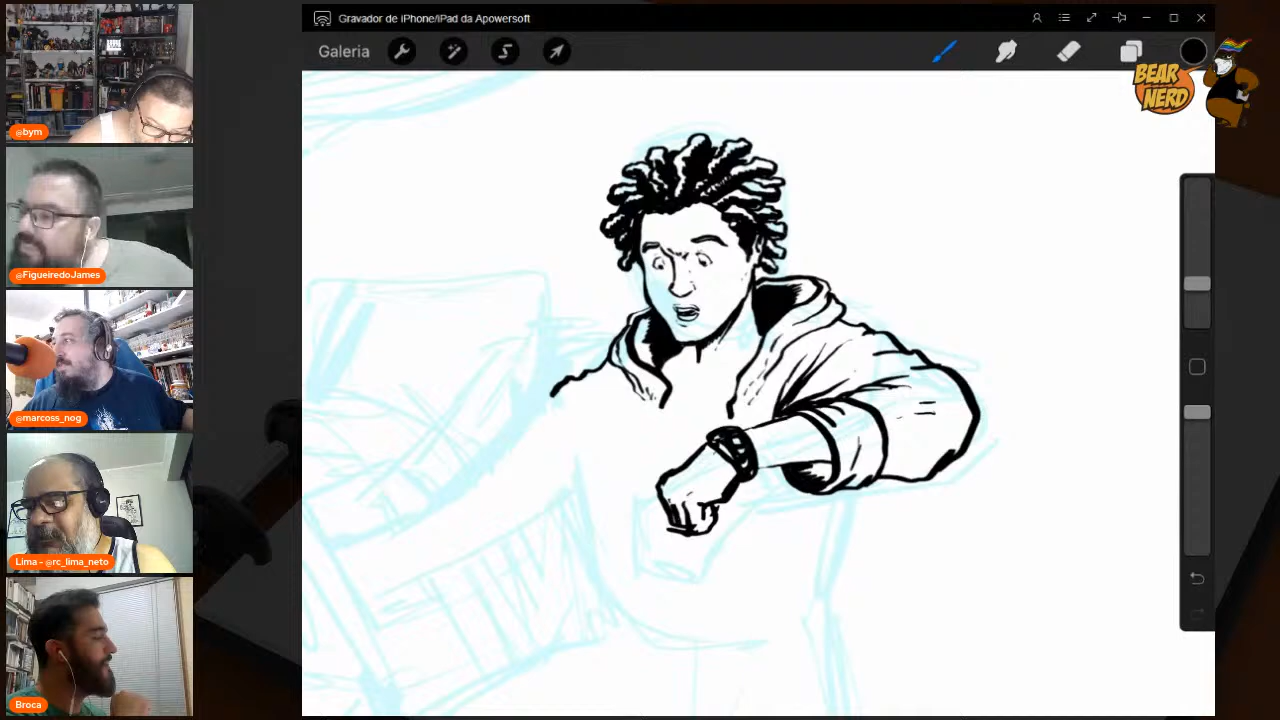 Gravador de iPhone/iPad da Apowersoft
Galeria
BEAR
NERD
@bym
@FigueiredoJames
@marcoss_nog
Lima - @rc_lima_neto
Broca